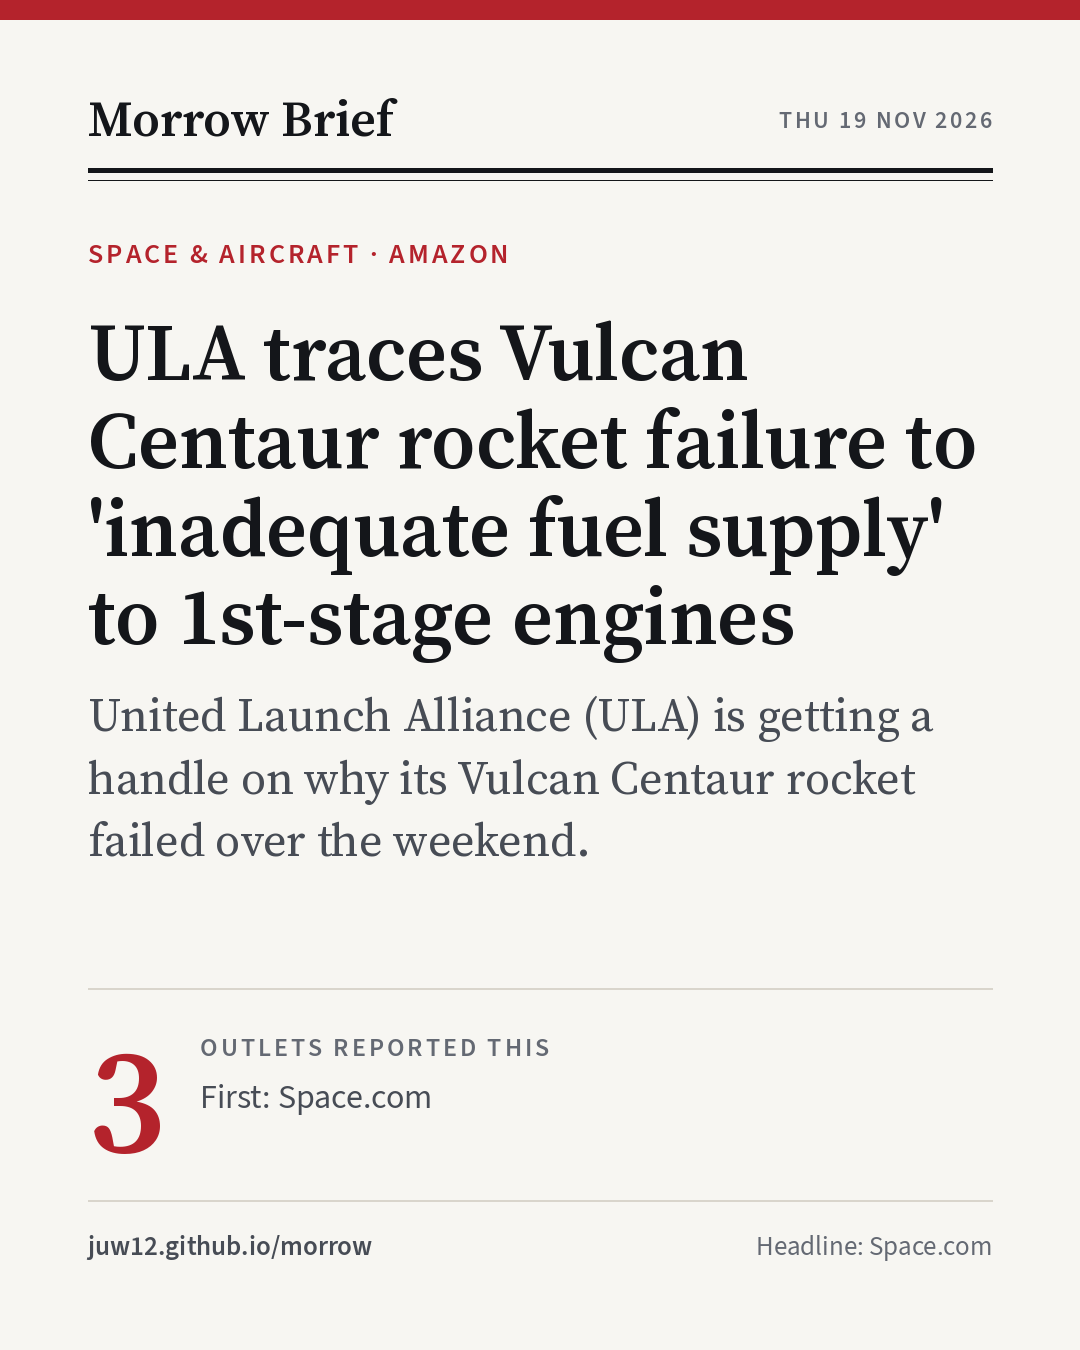 Morrow Brief
THU 19 NOV 2026
SPACE & AIRCRAFT · AMAZON
ULA traces Vulcan
Centaur rocket failure to
'inadequate fuel supply'
to 1st-stage engines
United Launch Alliance (ULA) is getting a
handle on why its Vulcan Centaur rocket
failed over the weekend.
3
OUTLETS REPORTED THIS
First: Space.com
juw12.github.io/morrow
Headline: Space.com